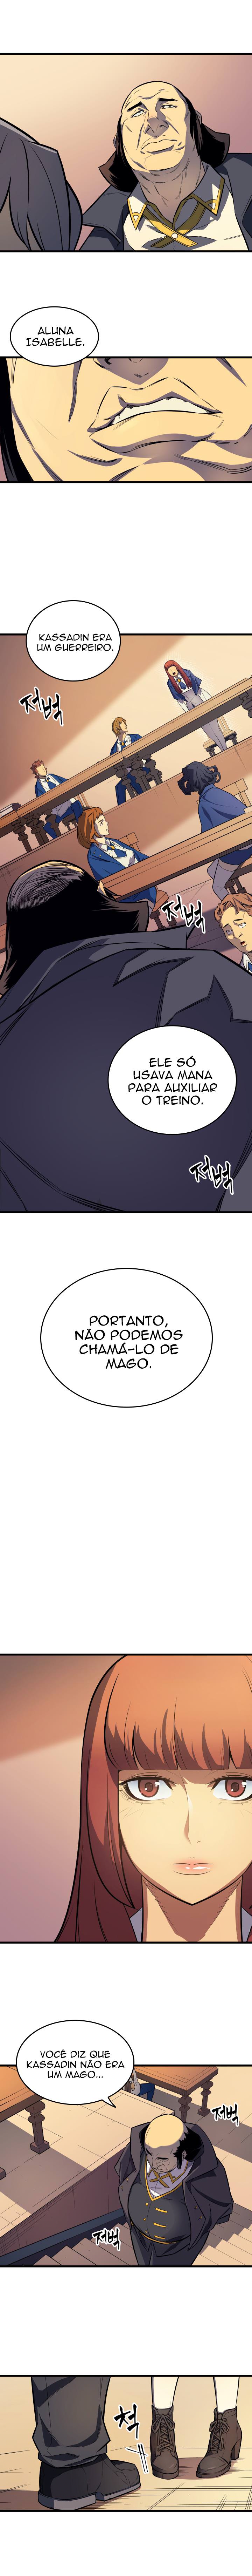 ALUNA
ISABELLE.
KASSADIN ERA
UM GUERREIRO.
저벅
저벅
ELE SÓ
USAVA MANA
PARA AUXILIAR
O TREINO.
저벅
PORTANTO,
NÃO PODEMOS
CHAMÁ-LO DE
MAGO.
VOCÊ DIZ QUE
KASSADIN NÃO ERA
UM MAGO...
저벅
저벅
척